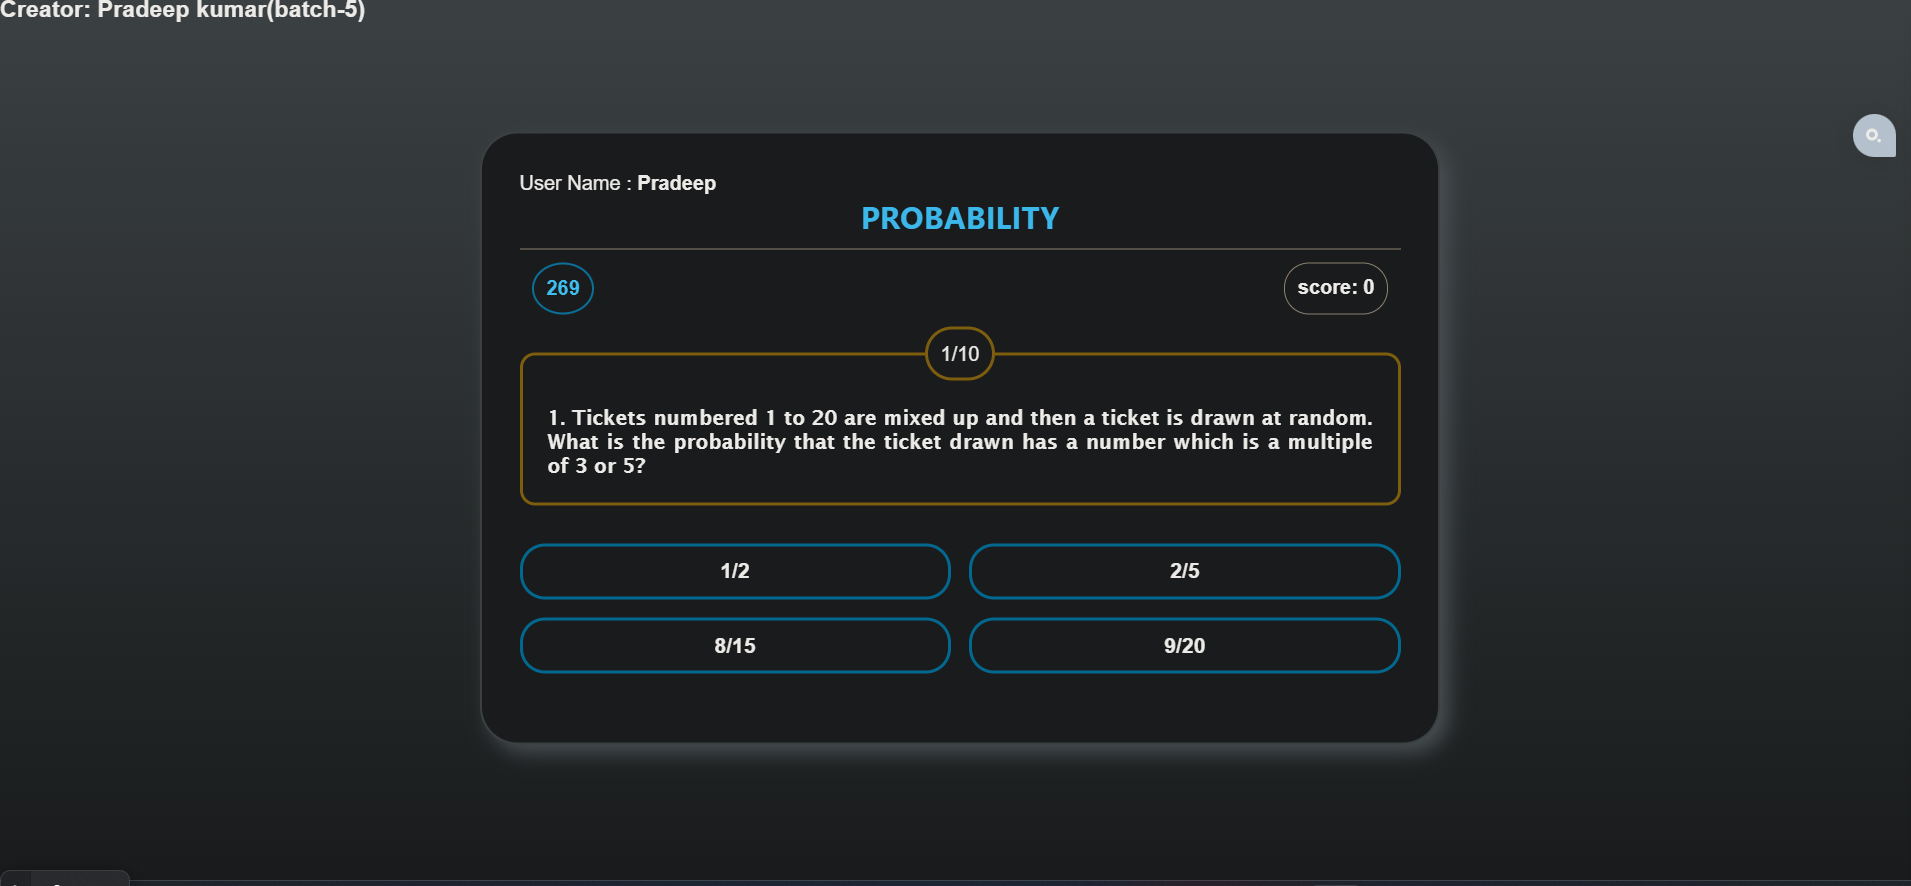 Creator: Pradeep kumar(batch-5)
User Name : Pradeep
PROBABILITY
269
score: 0
1/10
1. Tickets numbered 1 to 20 are mixed up and then a ticket is drawn at random.
What is the probability that the ticket drawn has a number which is a multiple
of 3 or 5?
1/2
2/5
8/15
9/20